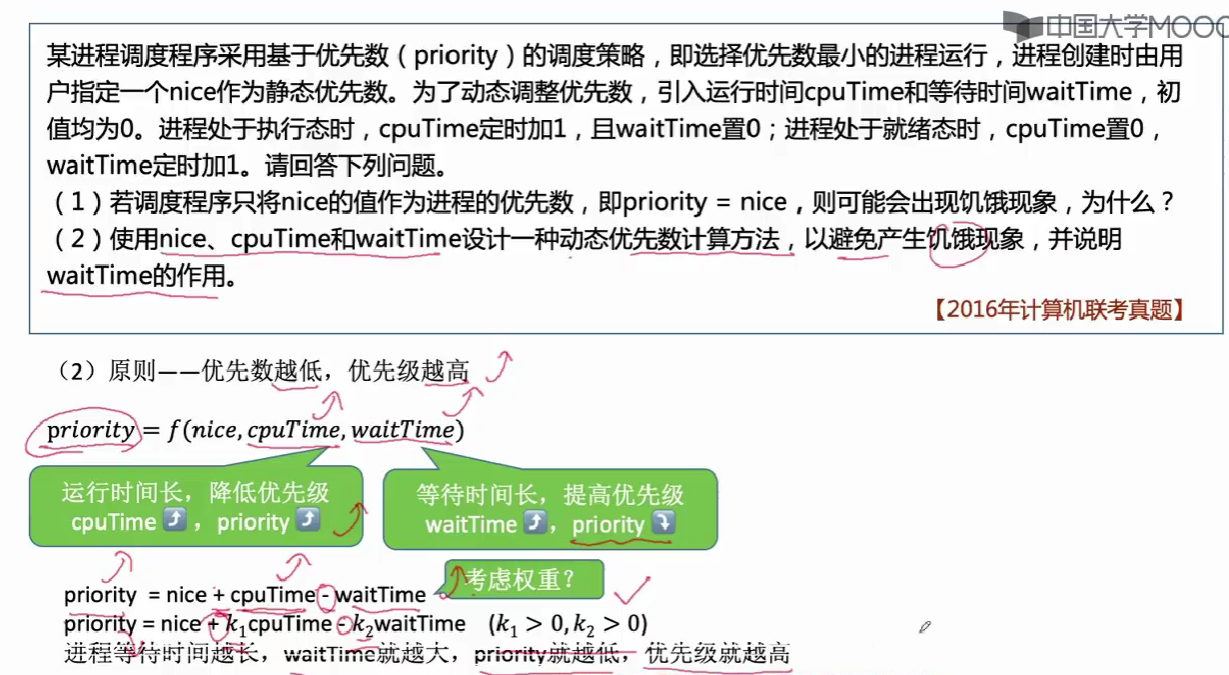 中国大学MOOC
某进程调度程序采用基于优先数（priority）的调度策略，即选择优先数最小的进程运行，进程创建时由用
户指定一个nice作为静态优先数。为了动态调整优先数，引入运行时间cpuTime和等待时间waitTime，初
值均为0。进程处于执行态时，cpuTime定时加1，且waitTime置0；进程处于就绪态时，cpuTime置0，
waitTime定时加1。请回答下列问题。
（1）若调度程序只将nice的值作为进程的优先数，即priority = nice，则可能会出现饥饿现象，为什么？
（2）使用nice、cpuTime和waitTime设计一种动态优先数计算方法，以避免产生饥饿现象，并说明
waitTime的作用。
【2016年计算机联考真题】
（2）原则——优先数越低，优先级越高
priority = f(nice, cpuTime, waitTime)
运行时间长，降低优先级
cpuTime ⤴，priority ⤴
等待时间长，提高优先级
waitTime ⤴，priority ⤵
考虑权重？
priority = nice + cpuTime - waitTime
priority = nice + k₁cpuTime - k₂waitTime （k₁ > 0, k₂ > 0)
进程等待时间越长，waitTime就越大，priority就越低，优先级就越高